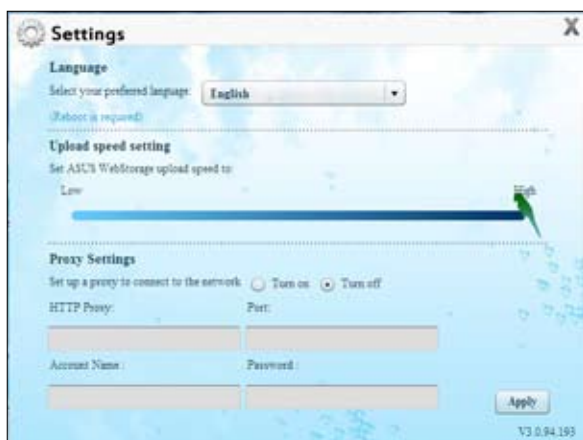 Settings
X
Language
Select your preferred language:
English
(Reboot is required)
Upload speed setting
Set ASUS WebStorage upload speed to:
Low
High
Proxy Settings
Set up a proxy to connect to the network
Turn on
Turn off
HTTP Proxy:
Port:
Account Name :
Password :
Apply
V3.0.94.193